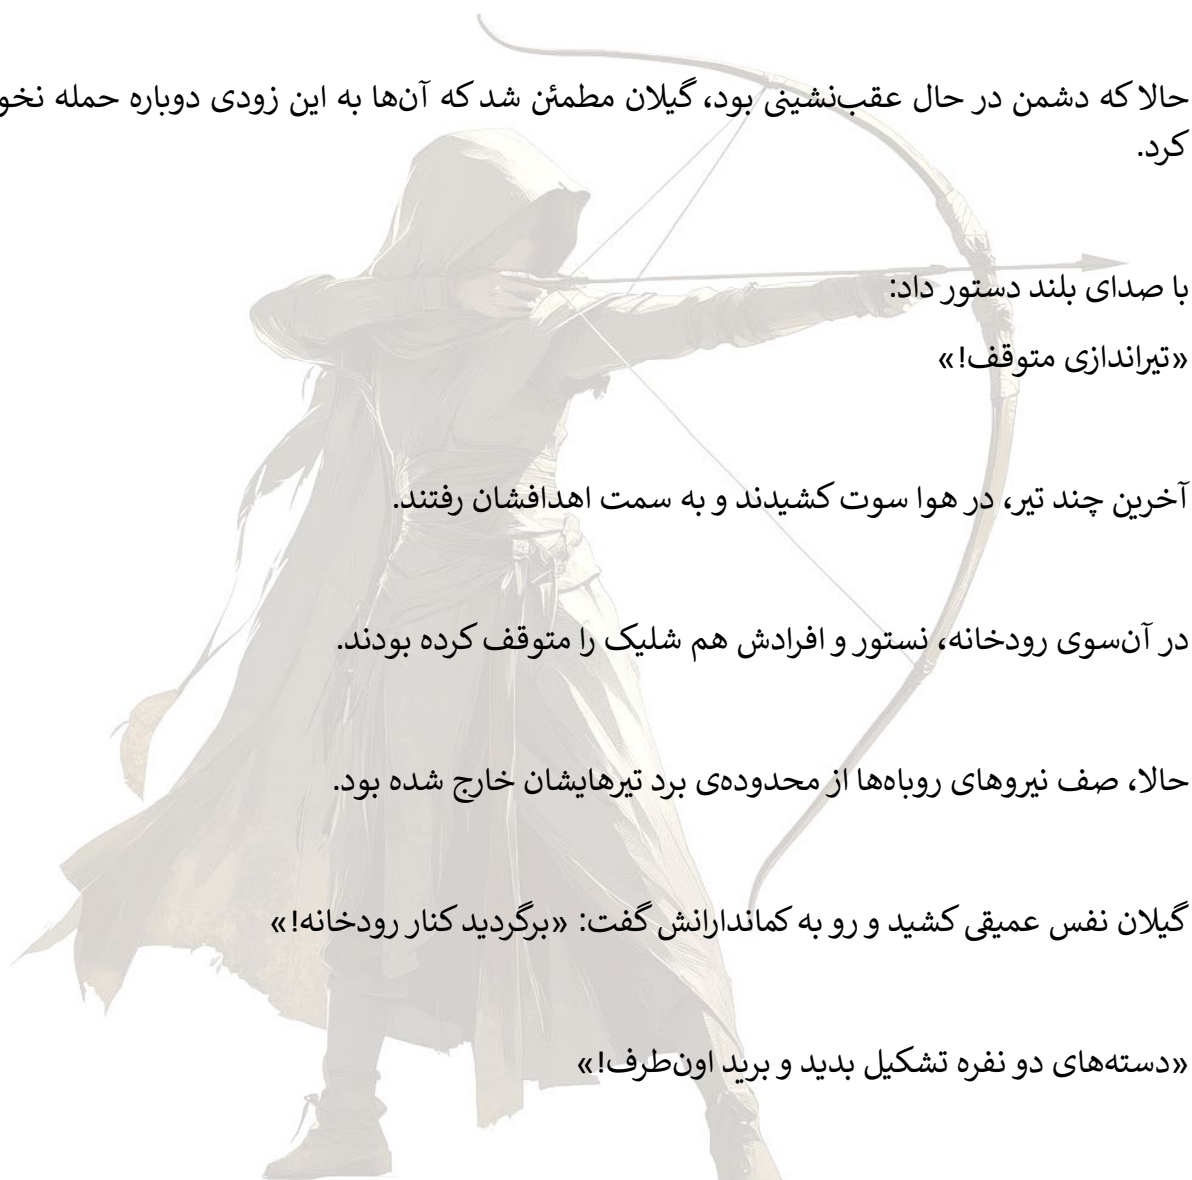 حالا که دشمن در حال عقب‌نشینی بود، گیلان مطمئن شد که آن‌ها به این زودی دوباره حمله نخو
کرد.
با صدای بلند دستور داد:
«تیراندازی متوقف!»
آخرین چند تیر، در هوا سوت کشیدند و به سمت اهدافشان رفتند.
در آن‌سوی رودخانه، نستور و افرادش هم شلیک را متوقف کرده بودند.
حالا، صف نیروهای روباه‌ها از محدوده‌ی برد تیرهایشان خارج شده بود.
گیلان نفس عمیقی کشید و رو به کماندارانش گفت: «برگردید کنار رودخانه!»
«دسته‌های دو نفره تشکیل بدید و برید اون‌طرف!»